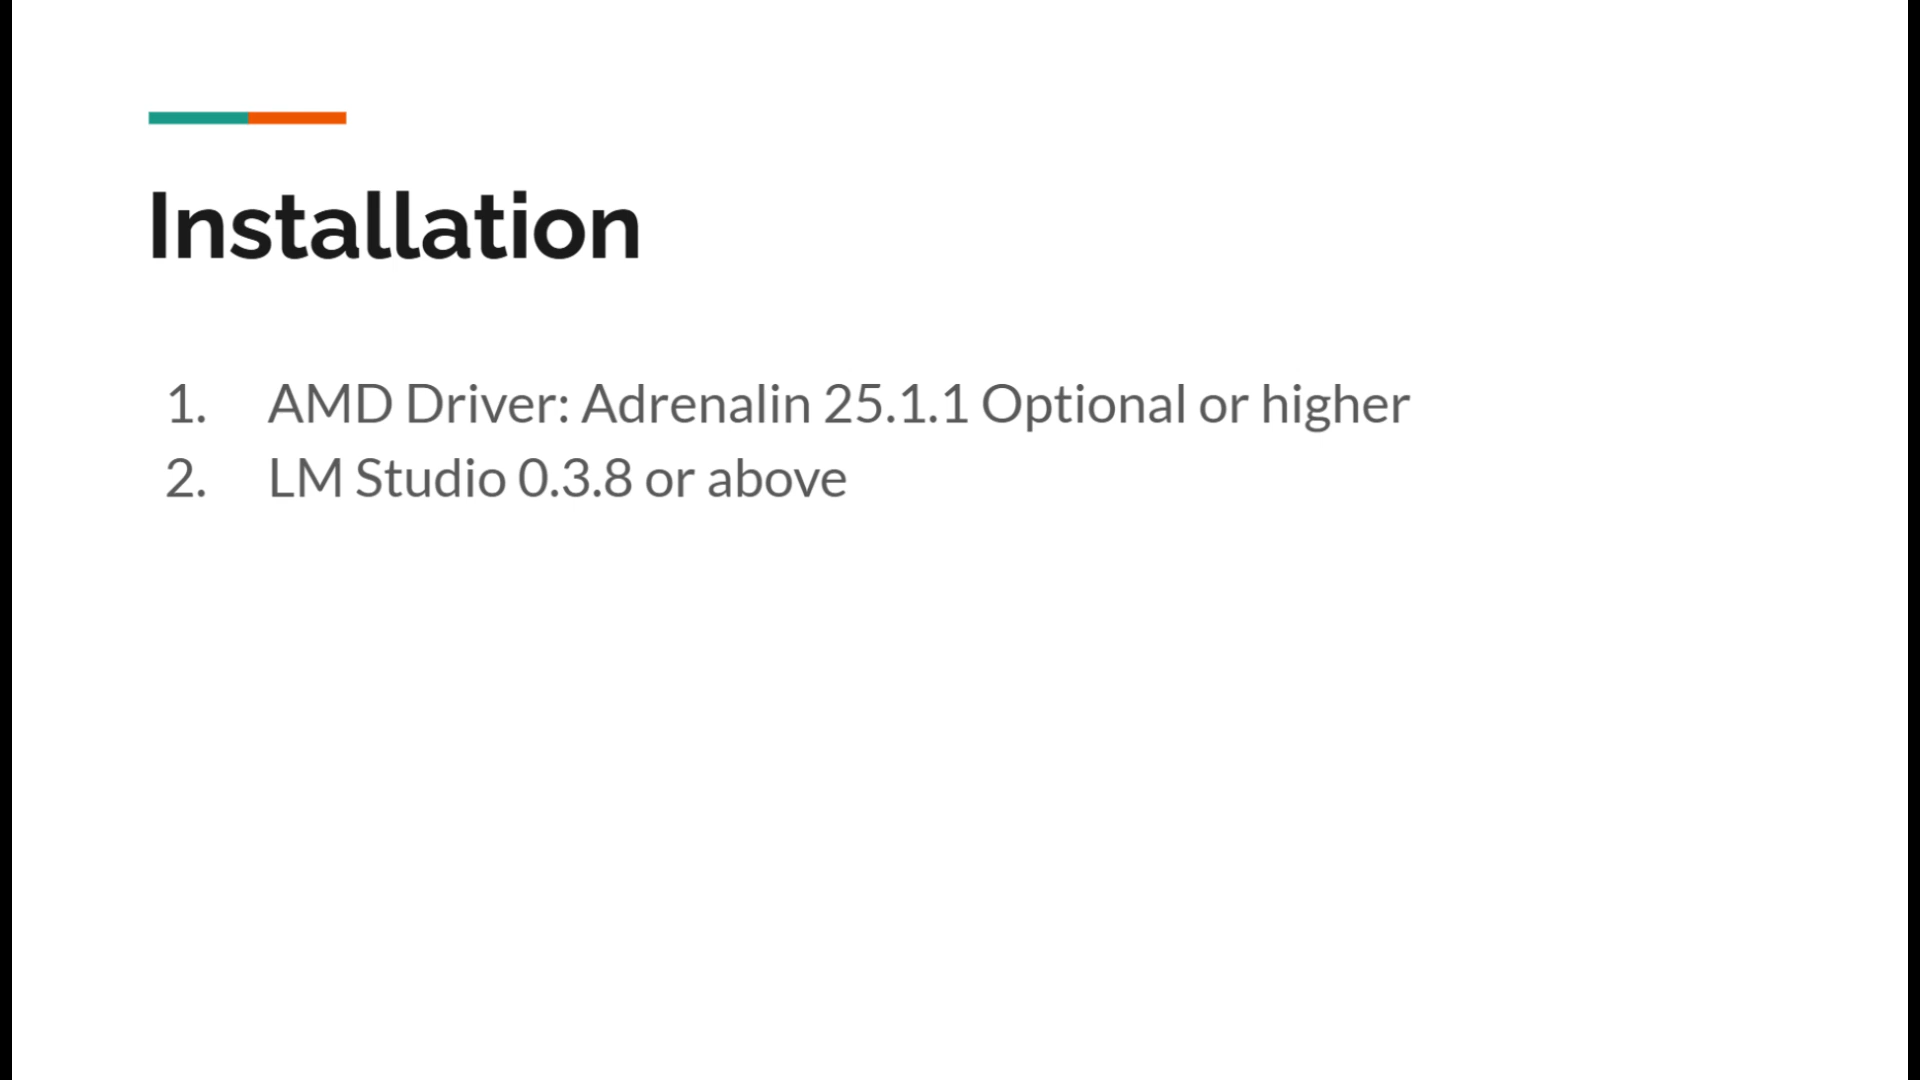 Installation
1. AMD Driver: Adrenalin 25.1.1 Optional or higher
2. LM Studio 0.3.8 or above